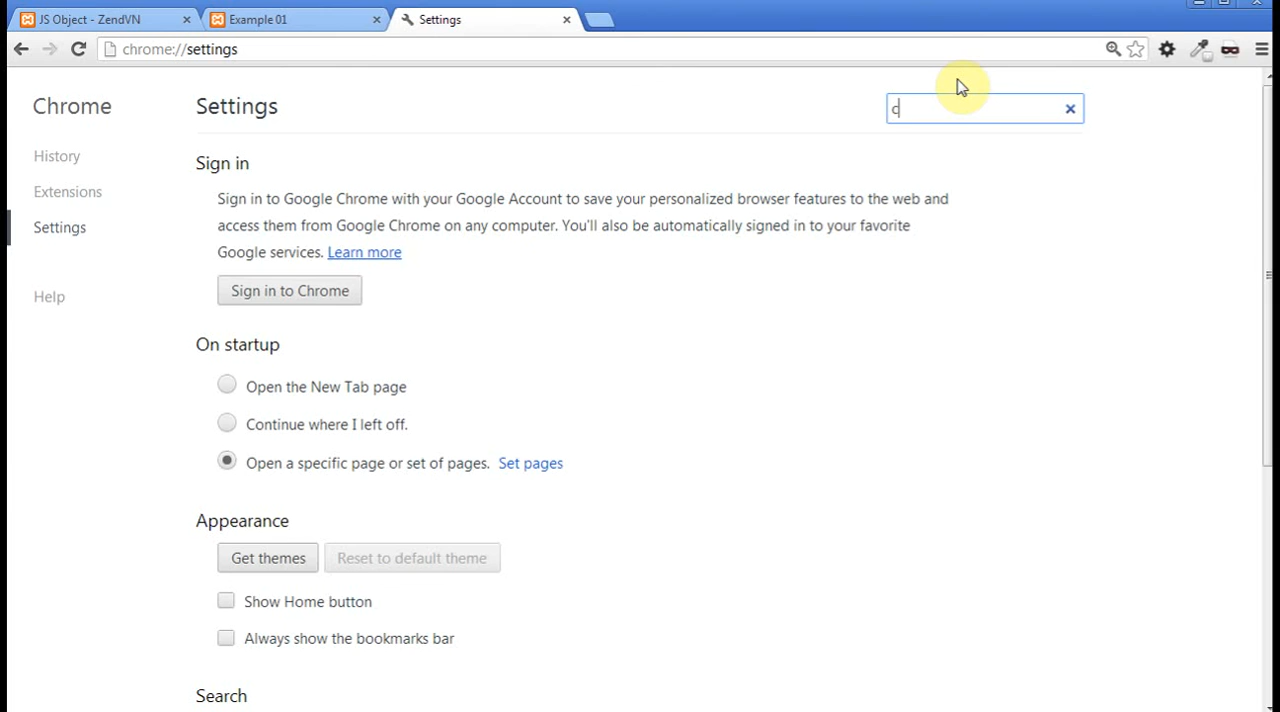 JS Object - ZendVN
Example 01
Settings
chrome://settings
Chrome
Settings
c
History
Extensions
Settings
Help
Sign in
Sign in to Google Chrome with your Google Account to save your personalized browser features to the web and
access them from Google Chrome on any computer. You'll also be automatically signed in to your favorite
Google services. Learn more
Sign in to Chrome
On startup
Open the New Tab page
Continue where I left off.
Open a specific page or set of pages. Set pages
Appearance
Get themes
Reset to default theme
Show Home button
Always show the bookmarks bar
Search